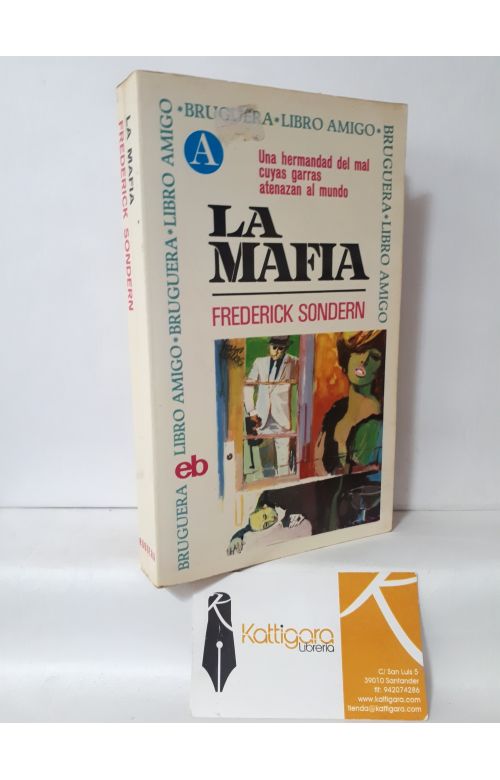 LA MAFIA
FREDERICK SONDERN
BRUGUERA
BRUGUERA*LIBRO AMIGO*BRUGUERA*LIBRO AMIGO
*BRUGUERA*LIBRO AMIGO*
BRUGUERA*LIBRO AMIGO
A
Una hermandad del mal
cuyas garras
atenazan al mundo
LA
MAFIA
FREDERICK SONDERN
eb
Kattigara
Librería
C/ San Luis 5
39010 Santander
tlf: 942074286
www.kattigara.com
tienda@kattigara.com